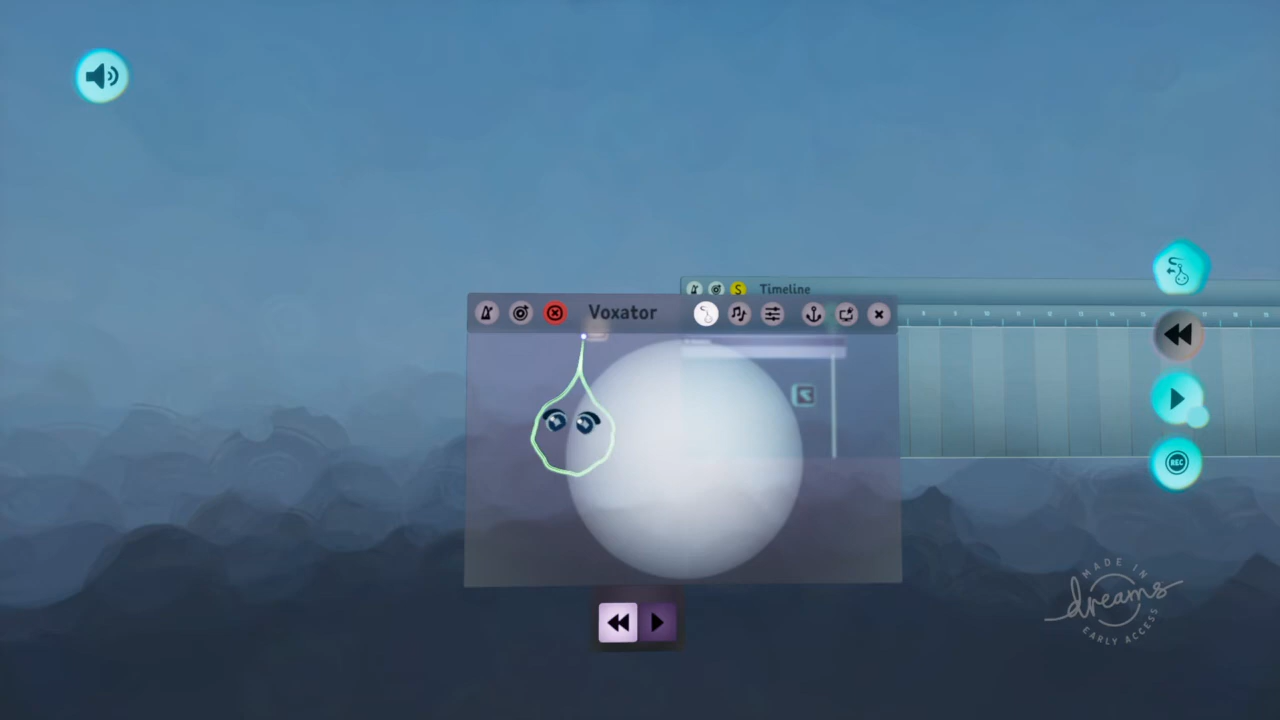 Timeline
S
Voxator
REC
MADE IN
dreams
EARLY ACCESS